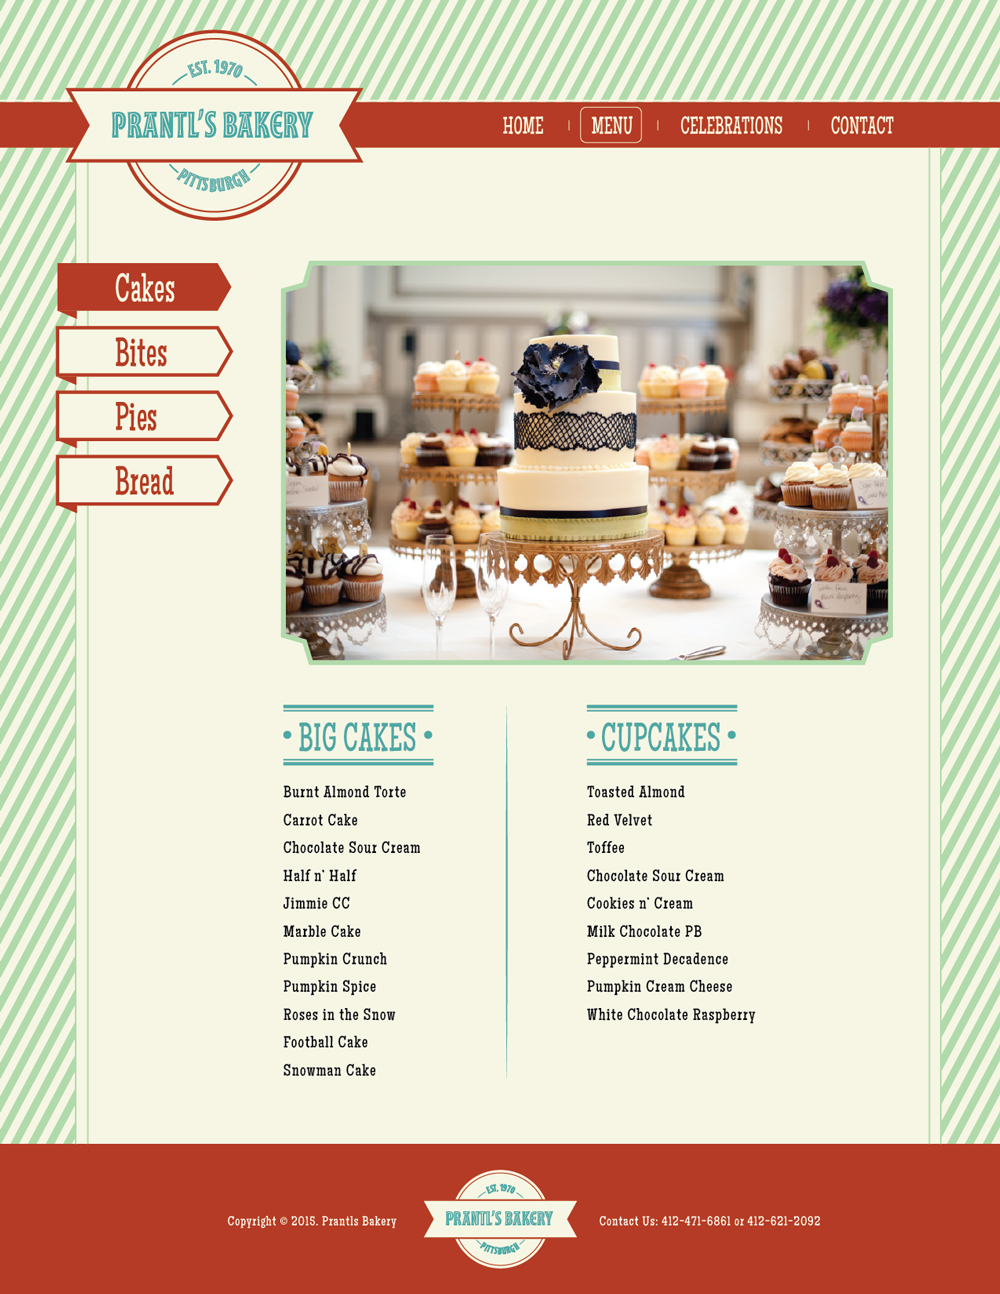 EST. 1970
PRANTL'S BAKERY
PITTSBURGH
HOME
MENU
CELEBRATIONS
CONTACT
Cakes
Bites
Pies
Bread
• BIG CAKES •
Burnt Almond Torte
Carrot Cake
Chocolate Sour Cream
Half n' Half
Jimmie CC
Marble Cake
Pumpkin Crunch
Pumpkin Spice
Roses in the Snow
Football Cake
Snowman Cake
• CUPCAKES •
Toasted Almond
Red Velvet
Toffee
Chocolate Sour Cream
Cookies n' Cream
Milk Chocolate PB
Peppermint Decadence
Pumpkin Cream Cheese
White Chocolate Raspberry
Copyright © 2015. Prantls Bakery
EST. 1970
PRANTL'S BAKERY
PITTSBURGH
Contact Us: 412-471-6861 or 412-621-2092